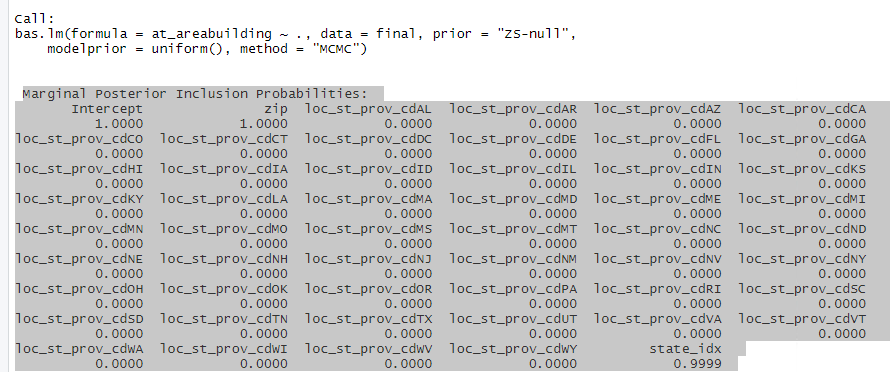 Call:
bas.lm(formula = at_areabuilding ~ ., data = final, prior = "ZS-null",
    modelprior = uniform(), method = "MCMC")
Marginal Posterior Inclusion Probabilities:
Intercept zip loc_st_prov_cdAL loc_st_prov_cdAR loc_st_prov_cdAZ loc_st_prov_cdCA
1.0000 1.0000 0.0000 0.0000 0.0000 0.0000
loc_st_prov_cdCO loc_st_prov_cdCT loc_st_prov_cdDC loc_st_prov_cdDE loc_st_prov_cdFL loc_st_prov_cdGA
0.0000 0.0000 0.0000 0.0000 0.0000 0.0000
loc_st_prov_cdHI loc_st_prov_cdIA loc_st_prov_cdID loc_st_prov_cdIL loc_st_prov_cdIN loc_st_prov_cdKS
0.0000 0.0000 0.0000 0.0000 0.0000 0.0000
loc_st_prov_cdKY loc_st_prov_cdLA loc_st_prov_cdMA loc_st_prov_cdMD loc_st_prov_cdME loc_st_prov_cdMI
0.0000 0.0000 0.0000 0.0000 0.0000 0.0000
loc_st_prov_cdMN loc_st_prov_cdMO loc_st_prov_cdMS loc_st_prov_cdMT loc_st_prov_cdNC loc_st_prov_cdND
0.0000 0.0000 0.0000 0.0000 0.0000 0.0000
loc_st_prov_cdNE loc_st_prov_cdNH loc_st_prov_cdNJ loc_st_prov_cdNM loc_st_prov_cdNV loc_st_prov_cdNY
0.0000 0.0000 0.0000 0.0000 0.0000 0.0000
loc_st_prov_cdOH loc_st_prov_cdOK loc_st_prov_cdOR loc_st_prov_cdPA loc_st_prov_cdRI loc_st_prov_cdSC
0.0000 0.0000 0.0000 0.0000 0.0000 0.0000
loc_st_prov_cdSD loc_st_prov_cdTN loc_st_prov_cdTX loc_st_prov_cdUT loc_st_prov_cdVA loc_st_prov_cdVT
0.0000 0.0000 0.0000 0.0000 0.0000 0.0000
loc_st_prov_cdWA loc_st_prov_cdWI loc_st_prov_cdWV loc_st_prov_cdWY state_idx
0.0000 0.0000 0.0000 0.0000 0.9999